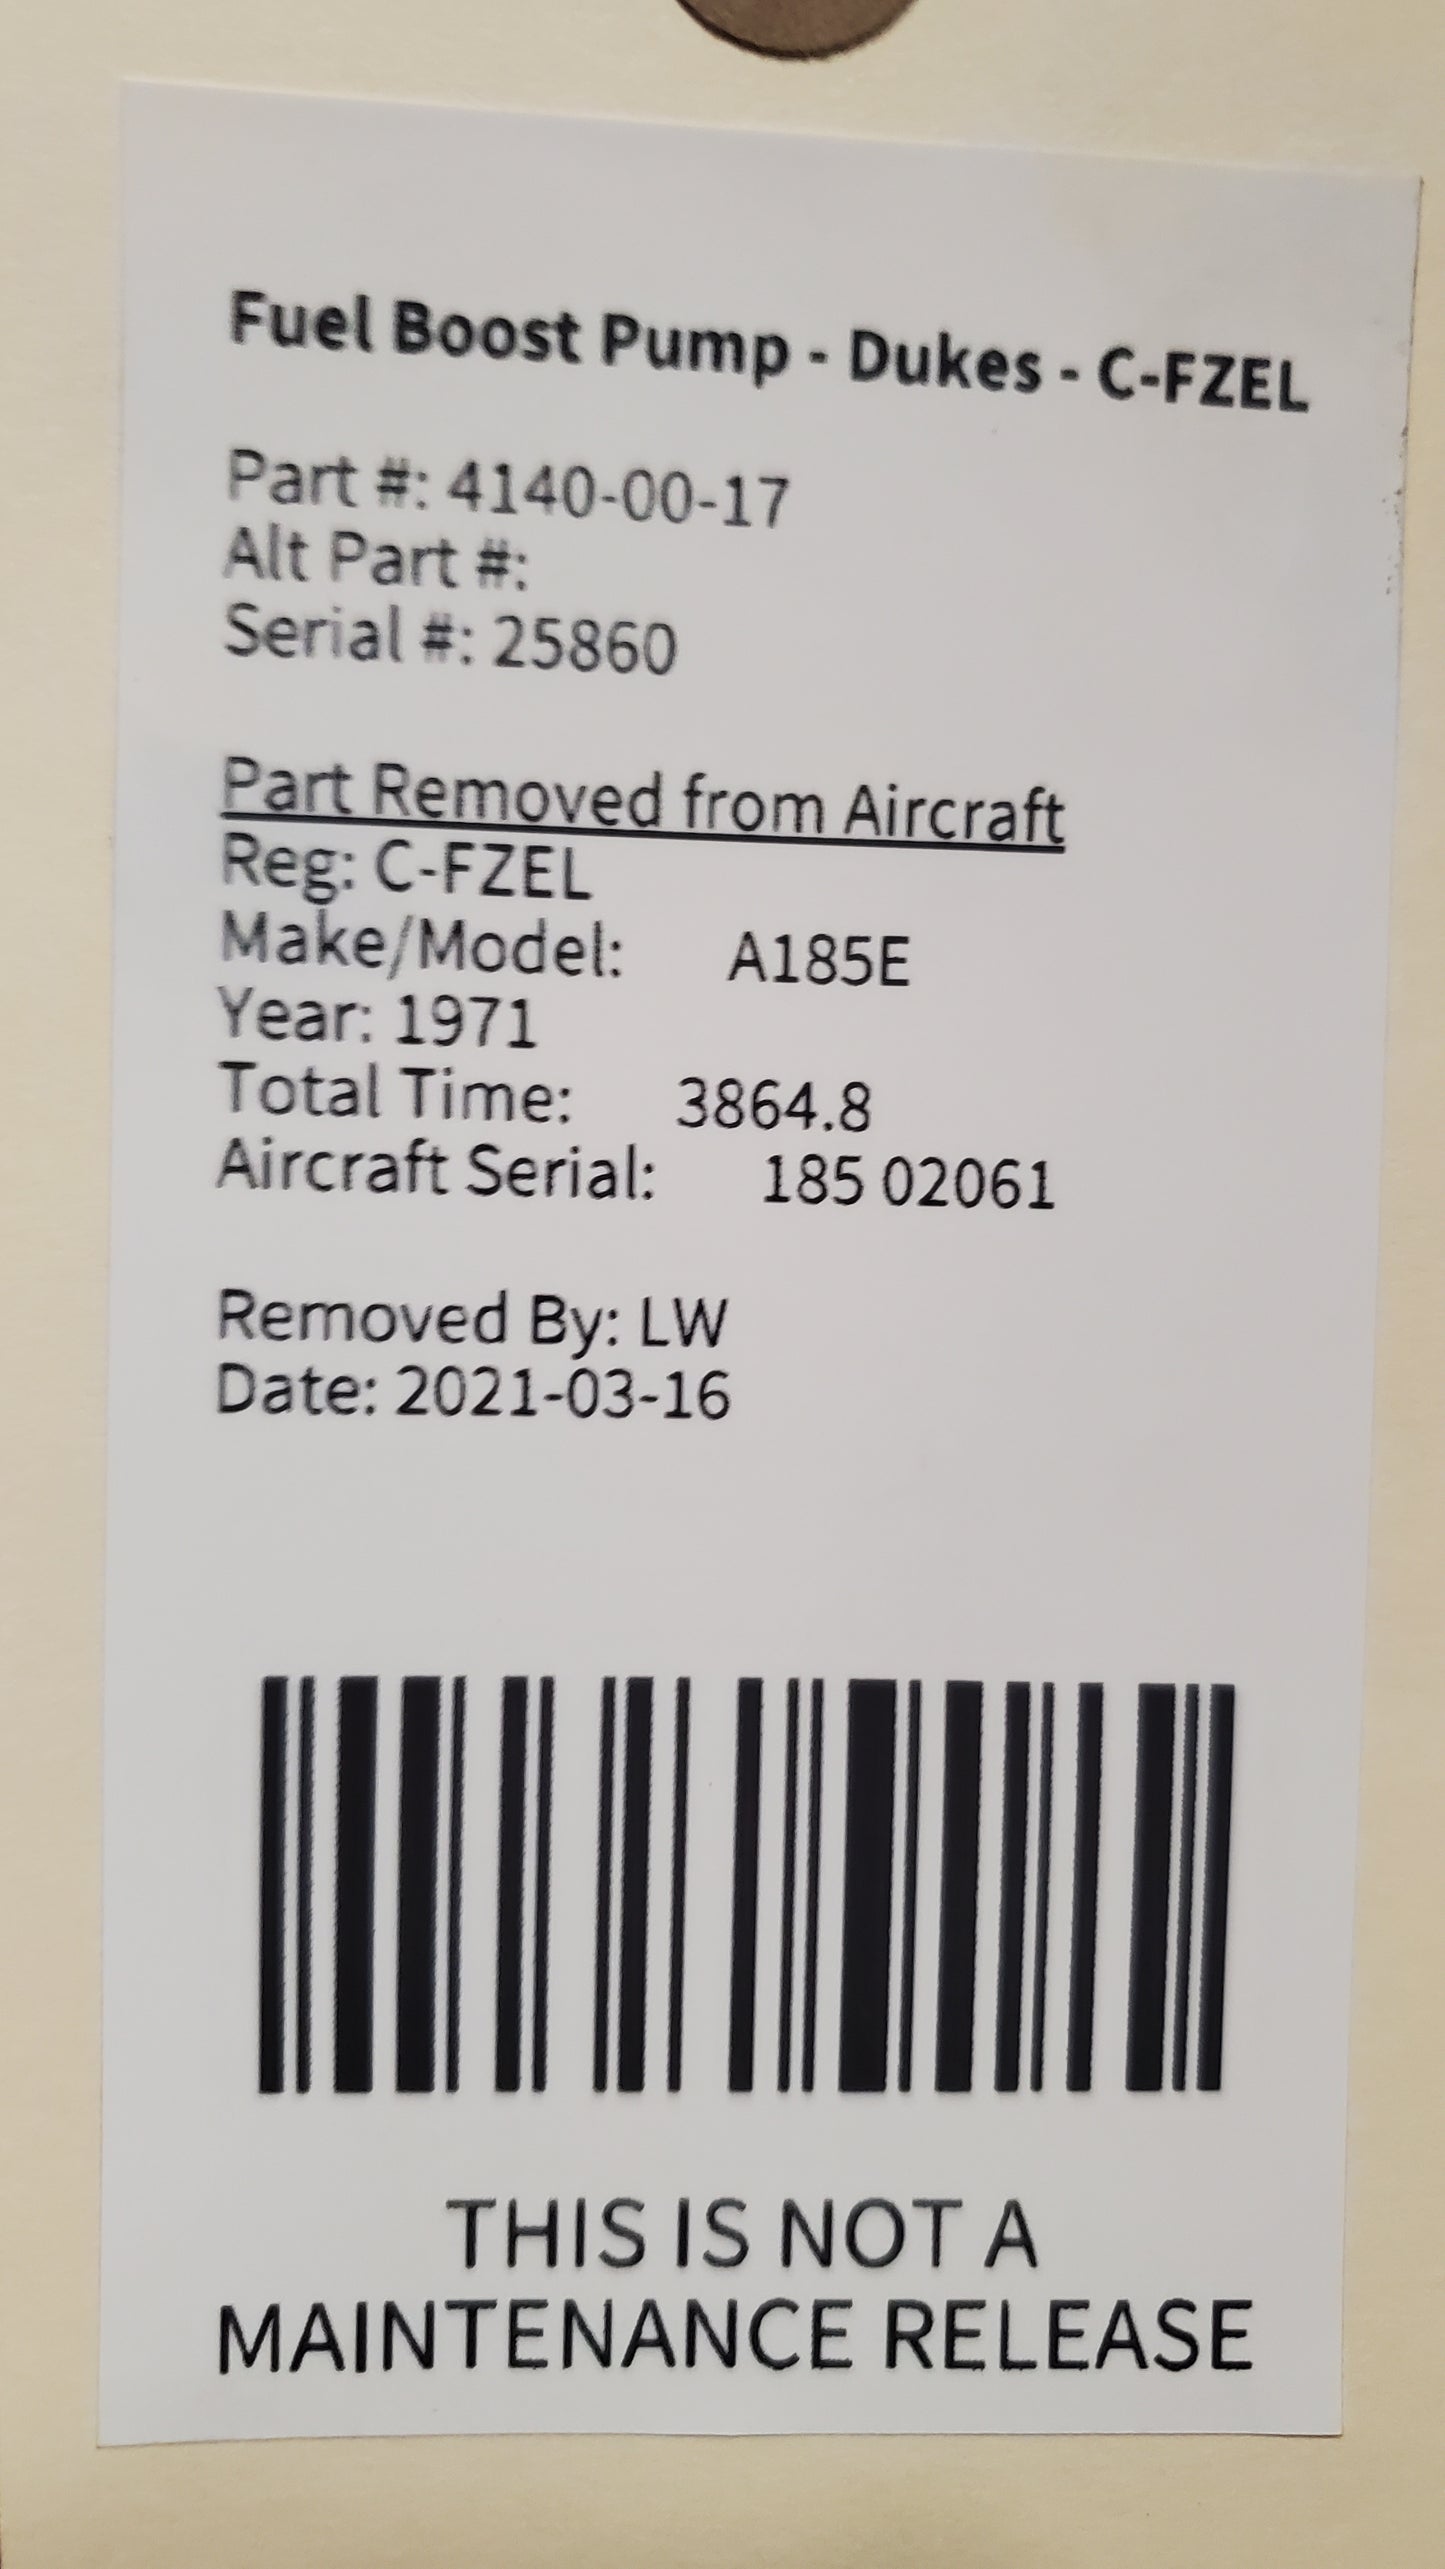 Fuel Boost Pump - Dukes - C-FZEL
Part #: 4140-00-17
Alt Part #:
Serial #: 25860
Part Removed from Aircraft
Reg: C-FZEL
Make/Model: A185E
Year: 1971
Total Time: 3864.8
Aircraft Serial: 185 02061
Removed By: LW
Date: 2021-03-16
THIS IS NOT A
MAINTENANCE RELEASE